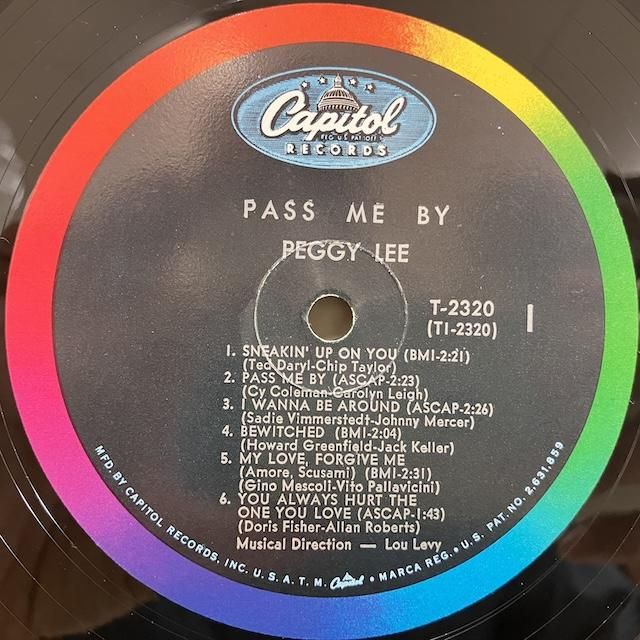 Capitol
REG. U.S. PAT. OFF.
RECORDS
PASS ME BY
PEGGY LEE
T-2320
(T1-2320)
1
1. SNEAKIN' UP ON YOU (BMI-2:21)
(Ted Daryl-Chip Taylor)
2. PASS ME BY (ASCAP-2:23)
(Cy Coleman-Carolyn Leigh)
3. I WANNA BE AROUND (ASCAP-2:26)
(Sadie Vimmerstedt-Johnny Mercer)
4. BEWITCHED (BMI-2:04)
(Howard Greenfield-Jack Keller)
5. MY LOVE, FORGIVE ME
(Amore, Scusami) (BMI-2:31)
(Gino Mescoli-Vito Pallavicini)
6. YOU ALWAYS HURT THE
ONE YOU LOVE (ASCAP-1:43)
(Doris Fisher-Allan Roberts)
Musical Direction — Lou Levy
MFD. BY CAPITOL RECORDS, INC. U. S. A. T. M. Capitol • MARCA REG. • U. S. PAT. NO. 2,631,859